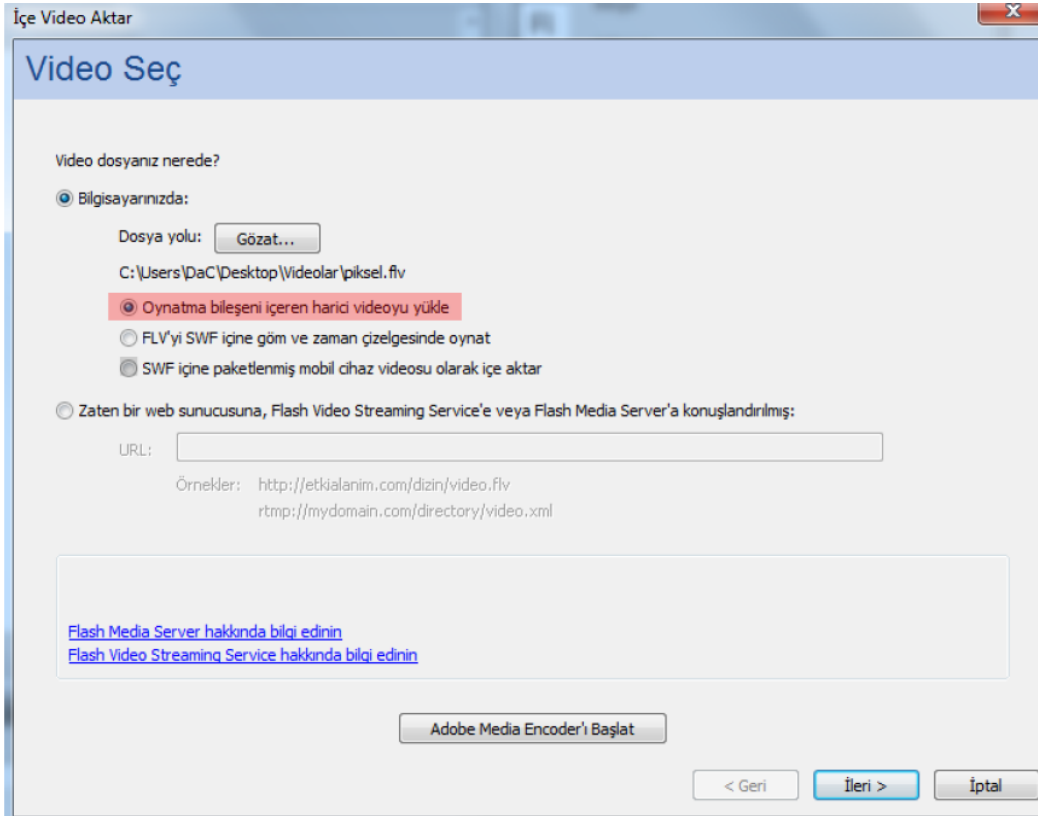 İçe Video Aktar
Video Seç
Video dosyanız nerede?
Bilgisayarınızda:
Dosya yolu: Gözat...
C:\Users\DaC\Desktop\Videolar\piksel.flv
Oynatma bileşeni içeren harici videoyu yükle
FLV'yi SWF içine göm ve zaman çizelgesinde oynat
SWF içine paketlenmiş mobil cihaz videosu olarak içe aktar
Zaten bir web sunucusuna, Flash Video Streaming Service'e veya Flash Media Server'a konuşlandırılmış:
URL:
Örnekler: http://etkialanim.com/dizin/video.flv
rtmp://mydomain.com/directory/video.xml
Flash Media Server hakkında bilgi edinin
Flash Video Streaming Service hakkında bilgi edinin
Adobe Media Encoder'ı Başlat
< Geri İleri > İptal